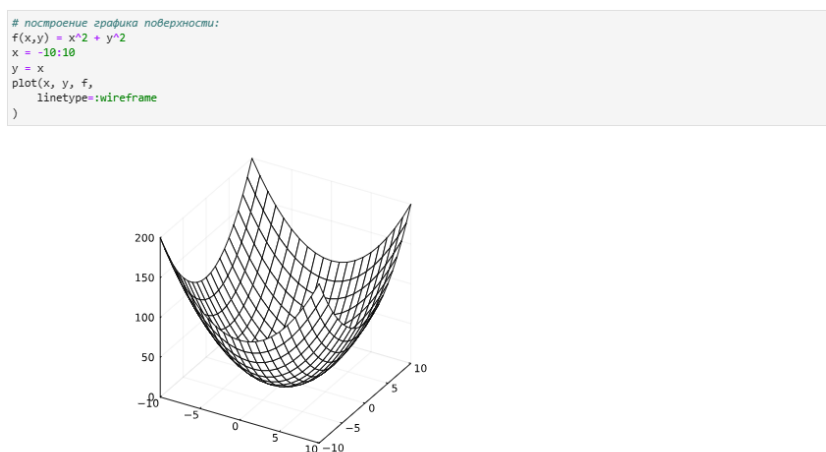 # построение графика поверхности:
f(x,y) = x^2 + y^2
x = -10:10
y = x
plot(x, y, f,
    linetype=:wireframe
)
200
150
100
50
0
−10
−5
0
5
10
−10
−5
0
5
10